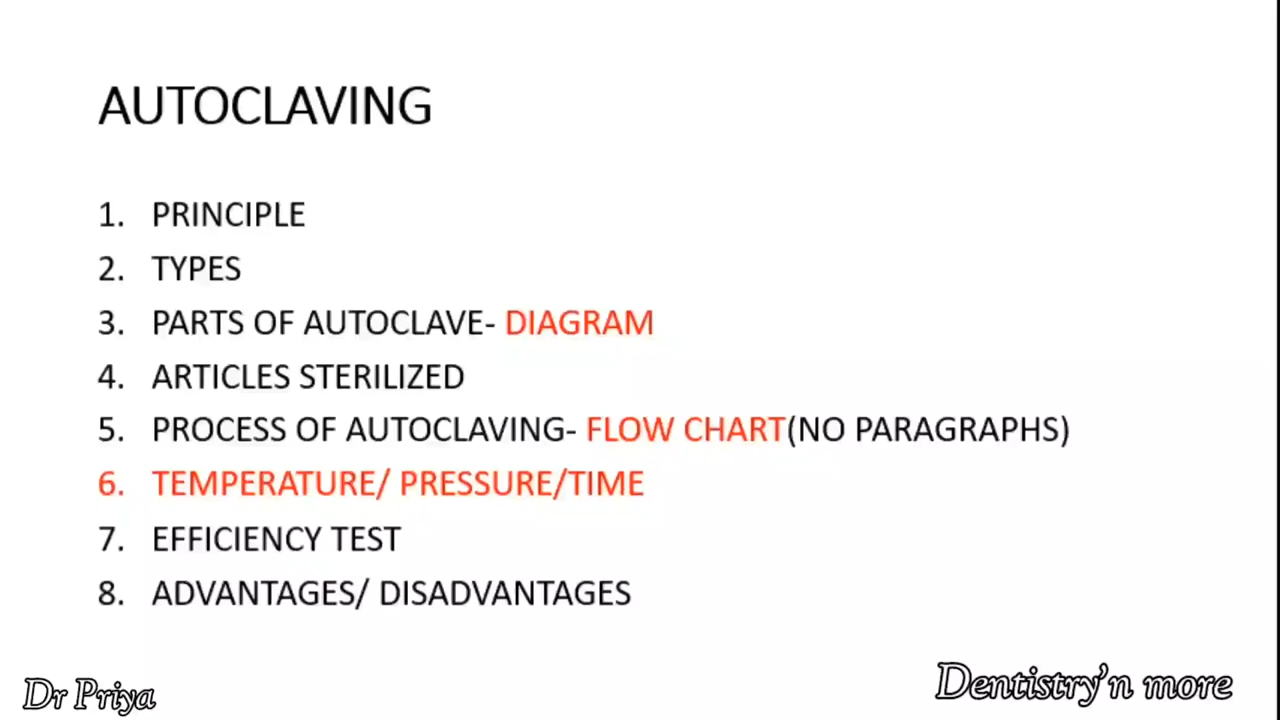 AUTOCLAVING
1. PRINCIPLE
2. TYPES
3. PARTS OF AUTOCLAVE- DIAGRAM
4. ARTICLES STERILIZED
5. PROCESS OF AUTOCLAVING- FLOW CHART(NO PARAGRAPHS)
6. TEMPERATURE/ PRESSURE/TIME
7. EFFICIENCY TEST
8. ADVANTAGES/ DISADVANTAGES
Dr Priya
Dentistry'n more